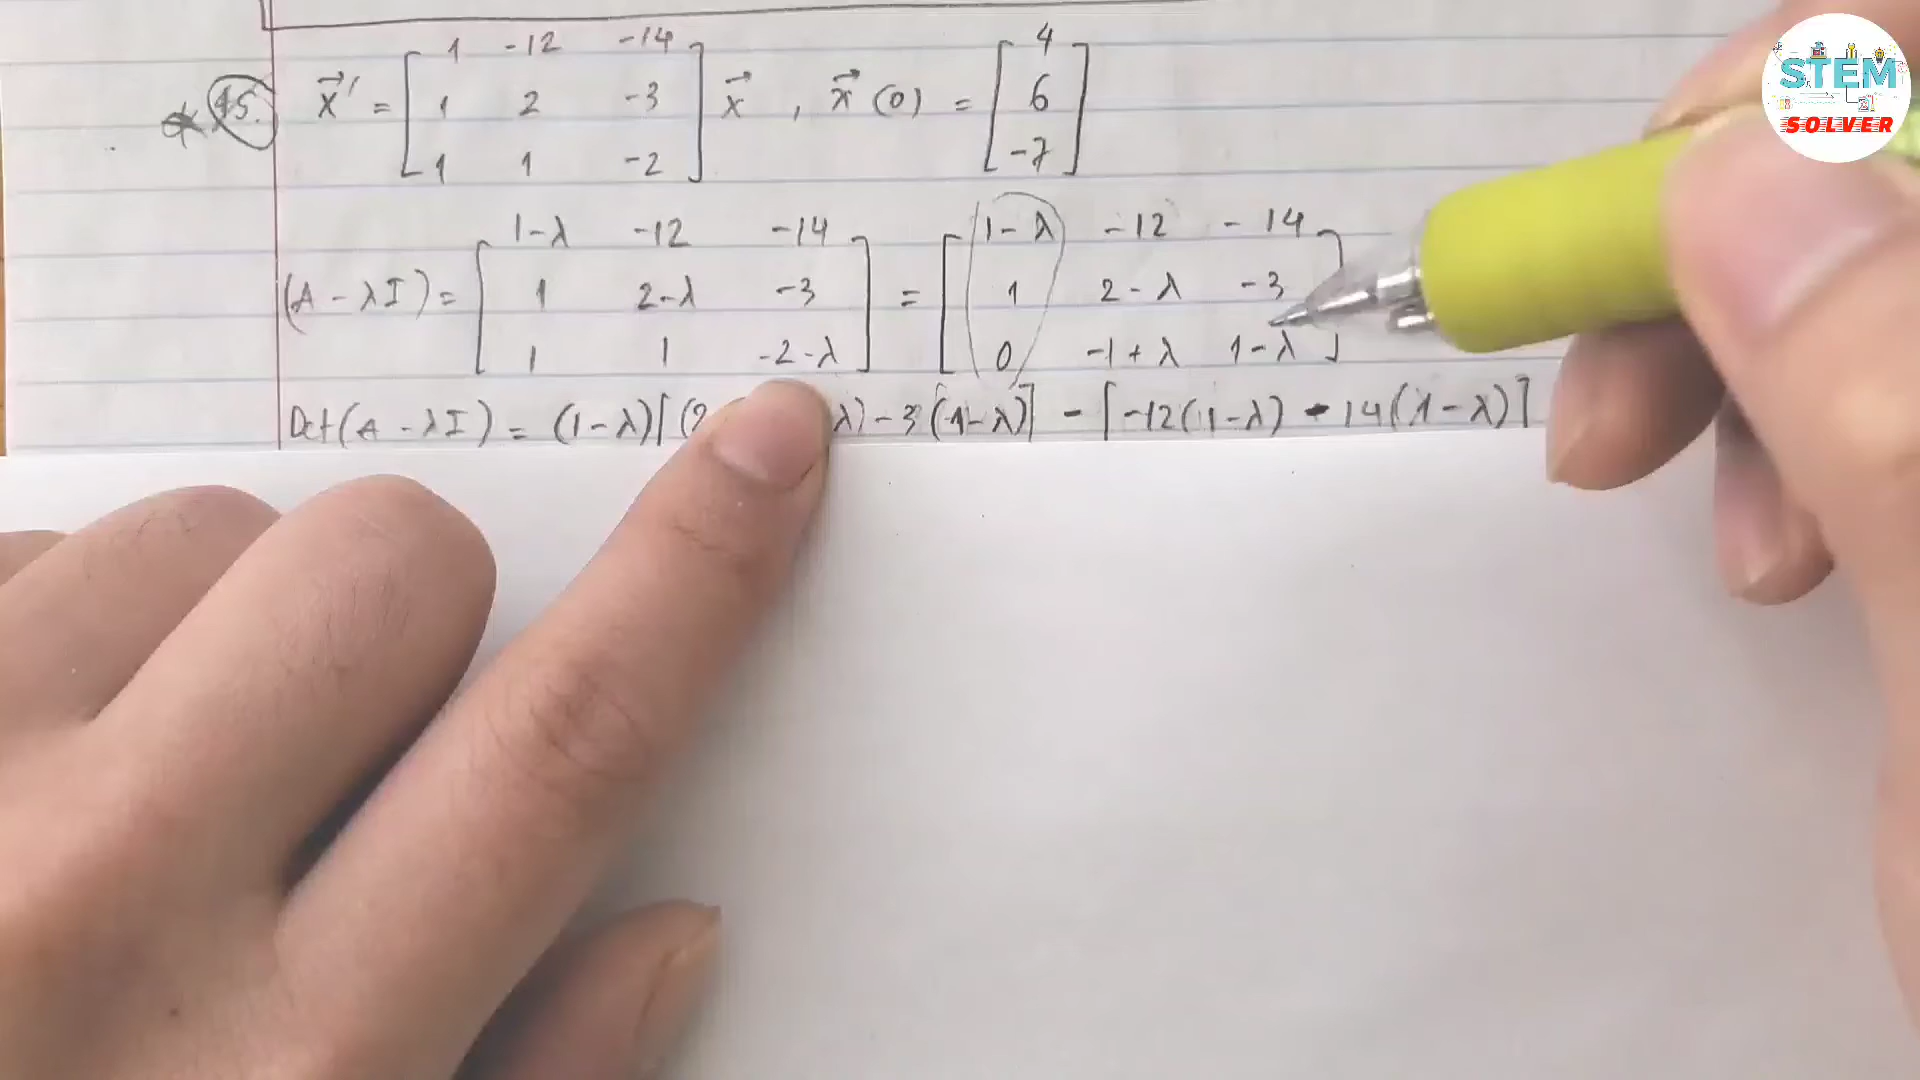 45. x⃗' = [ 1 -12 -14
1 2 -3
1 1 -2 ] x⃗ , x⃗ (0) = [ 4
6
-7 ]
(A - λI) = [ 1-λ -12 -14
1 2-λ -3
1 1 -2-λ ] = [ 1-λ -12 -14
1 2-λ -3
0 -1+λ 1-λ ]
Det(A - λI) = (1-λ)[(2 λ) - 3(1-λ)] - [-12(1-λ) - 14(1-λ)]
STEM
SOLVER